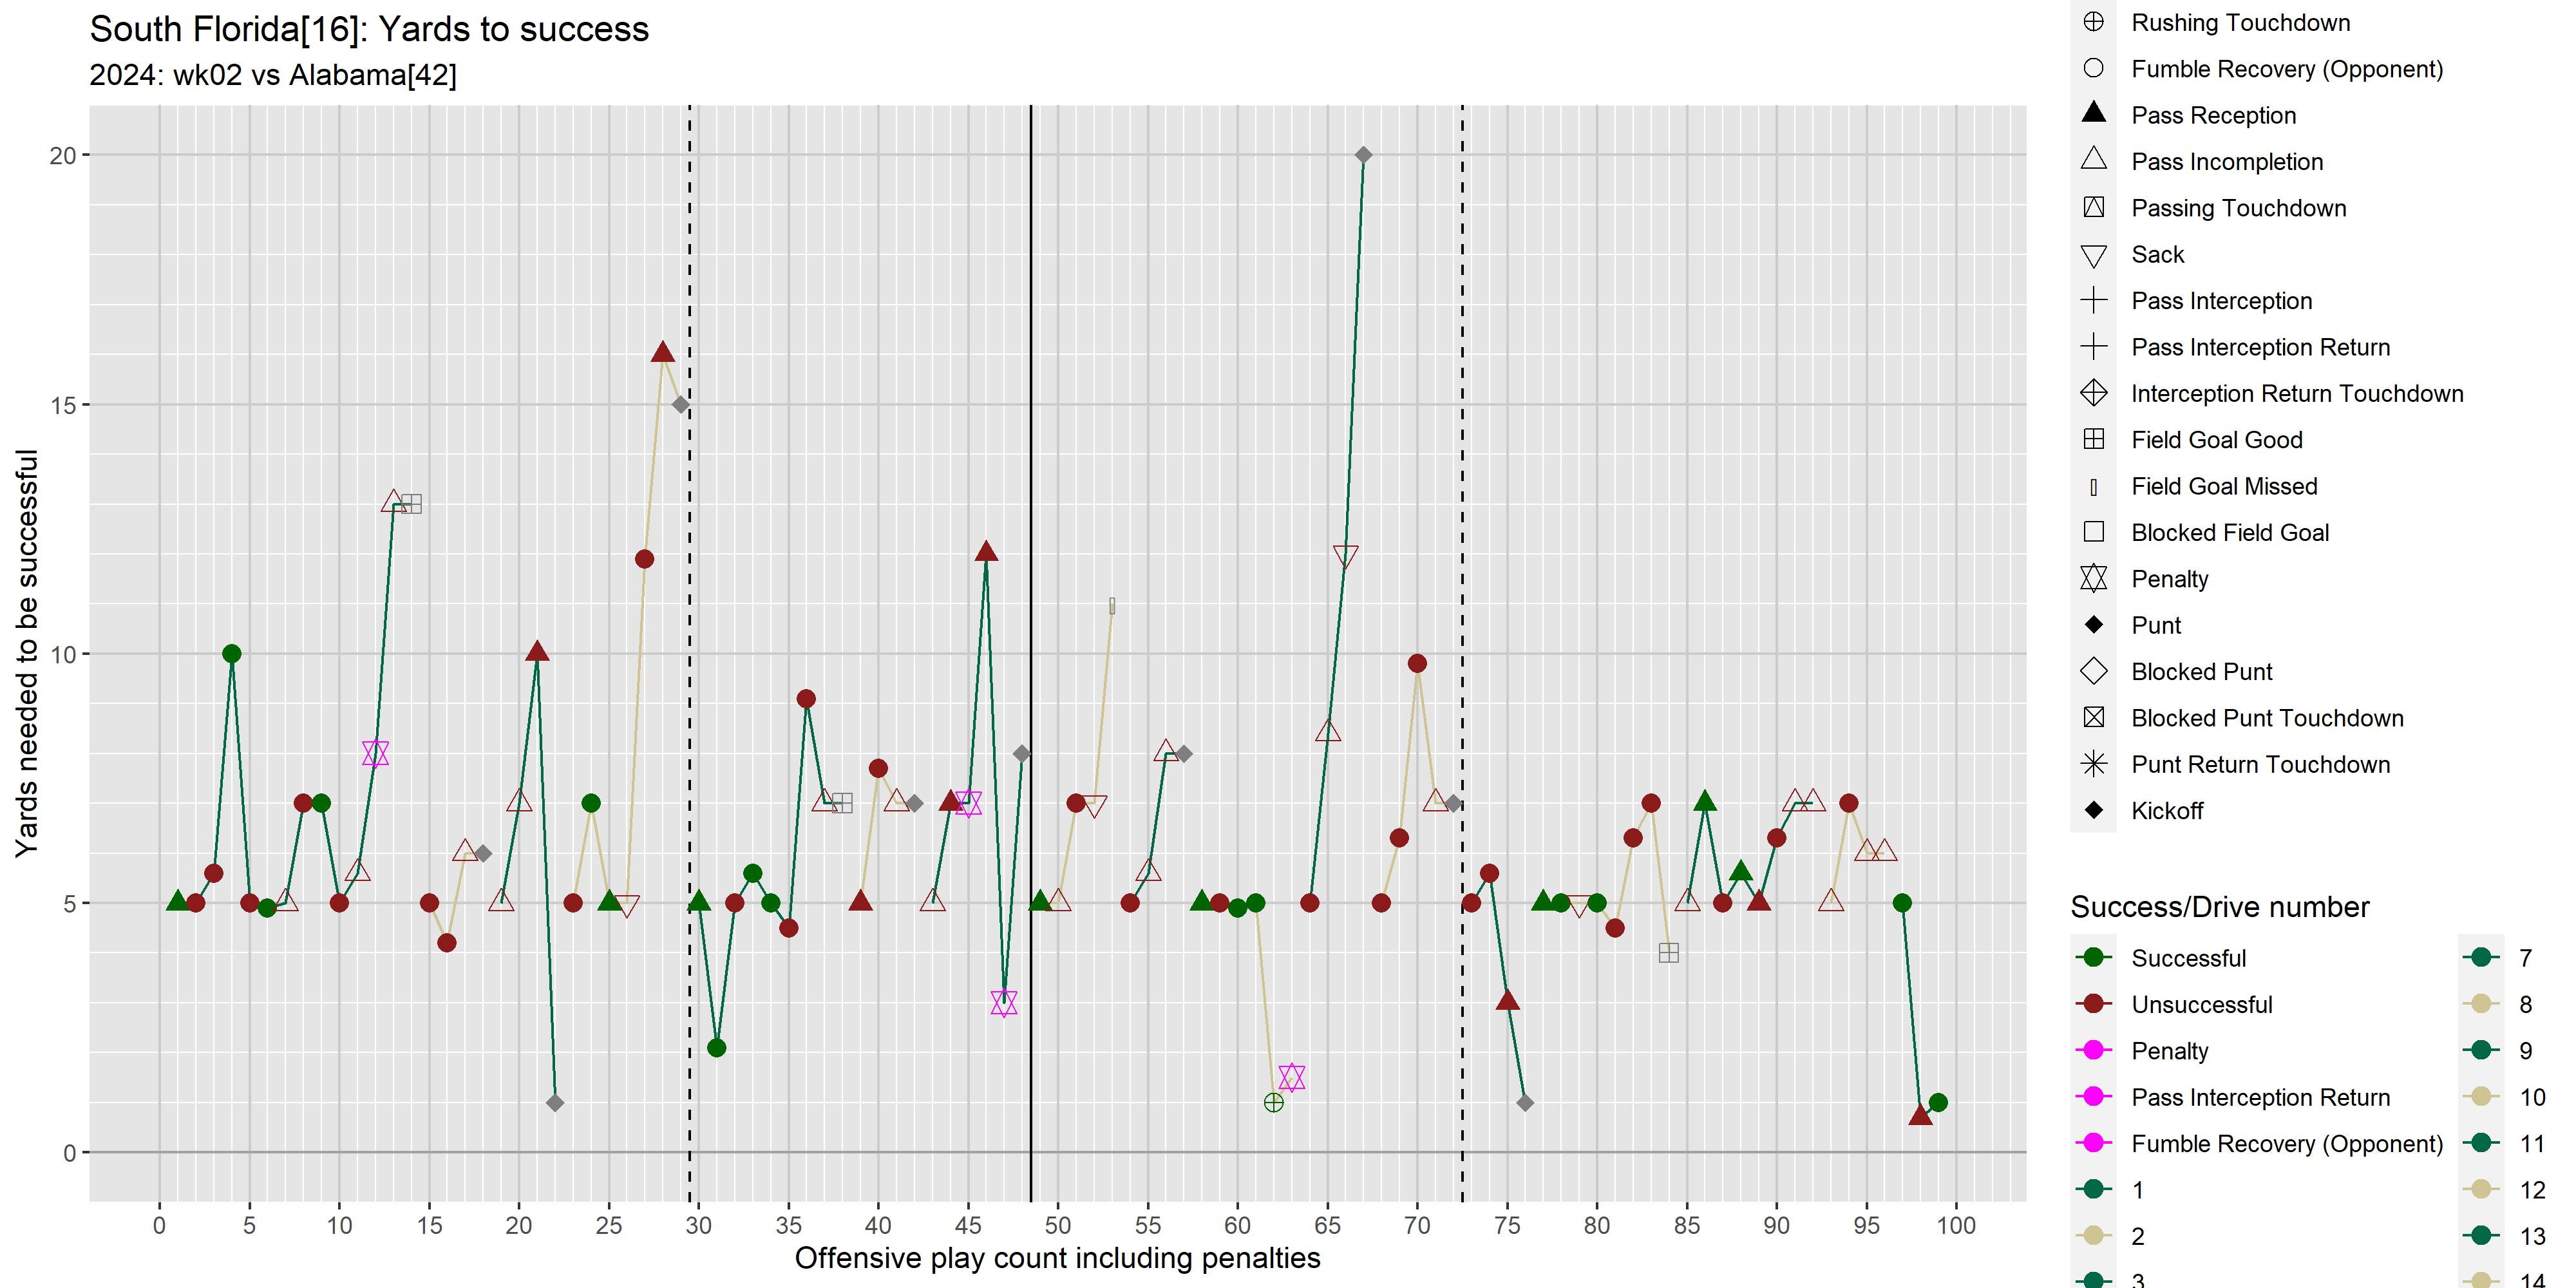 South Florida[16]: Yards to success
2024: wk02 vs Alabama[42]
Yards needed to be successful
20
15
10
5
0
0 5 10 15 20 25 30 35 40 45 50 55 60 65 70 75 80 85 90 95 100
Offensive play count including penalties
Rushing Touchdown
Fumble Recovery (Opponent)
Pass Reception
Pass Incompletion
Passing Touchdown
Sack
Pass Interception
Pass Interception Return
Interception Return Touchdown
Field Goal Good
Field Goal Missed
Blocked Field Goal
Penalty
Punt
Blocked Punt
Blocked Punt Touchdown
Punt Return Touchdown
Kickoff
Success/Drive number
Successful
Unsuccessful
Penalty
Pass Interception Return
Fumble Recovery (Opponent)
1
2
3
7
8
9
10
11
12
13
14